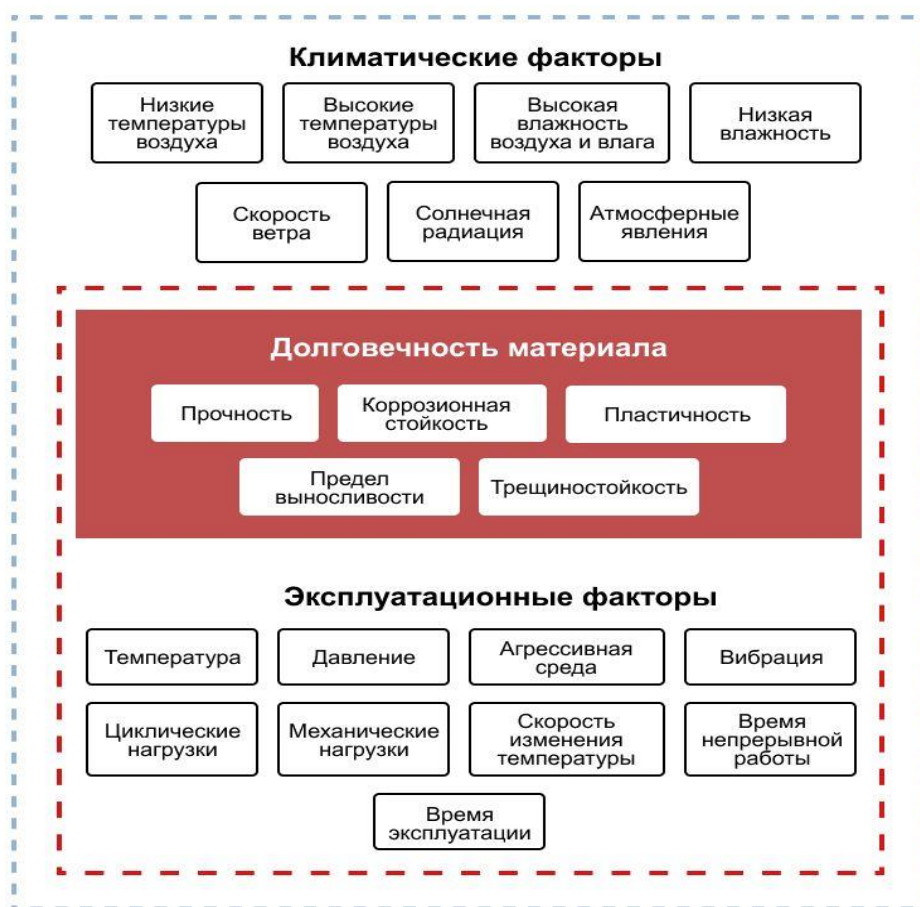 Климатические факторы
Низкие
температуры
воздуха
Высокие
температуры
воздуха
Высокая
влажность
воздуха и влага
Низкая
влажность
Скорость
ветра
Солнечная
радиация
Атмосферные
явления
Долговечность материала
Прочность
Коррозионная
стойкость
Пластичность
Предел
выносливости
Трещиностойкость
Эксплуатационные факторы
Температура
Давление
Агрессивная
среда
Вибрация
Циклические
нагрузки
Механические
нагрузки
Скорость
изменения
температуры
Время
непрерывной
работы
Время
эксплуатации